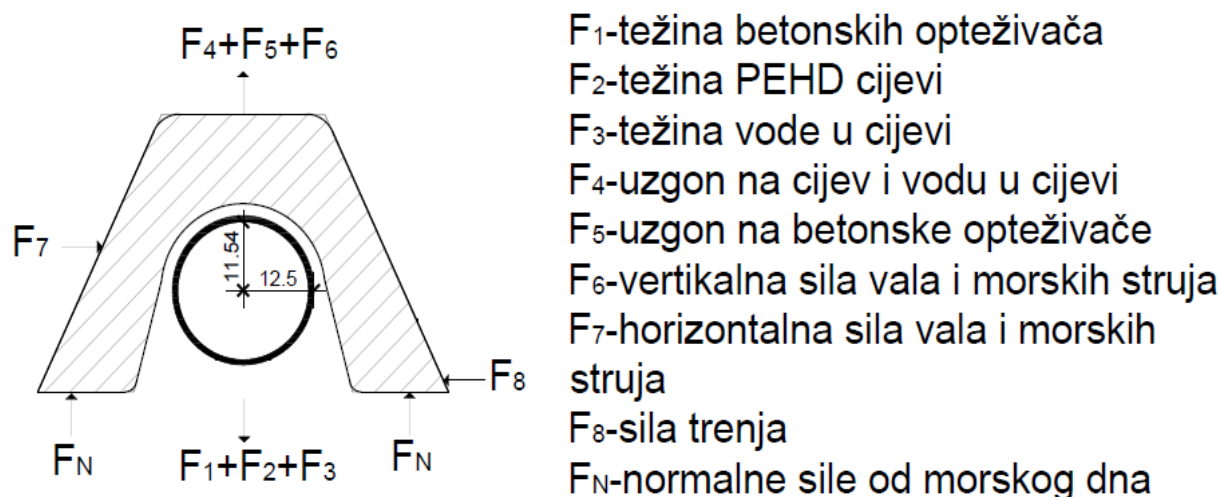 F4+F5+F6
F7
11.54
12.5
F8
FN
F1+F2+F3
FN
F1-težina betonskih opteživača
F2-težina PEHD cijevi
F3-težina vode u cijevi
F4-uzgon na cijev i vodu u cijevi
F5-uzgon na betonske opteživače
F6-vertikalna sila vala i morskih struja
F7-horizontalna sila vala i morskih
struja
F8-sila trenja
FN-normalne sile od morskog dna